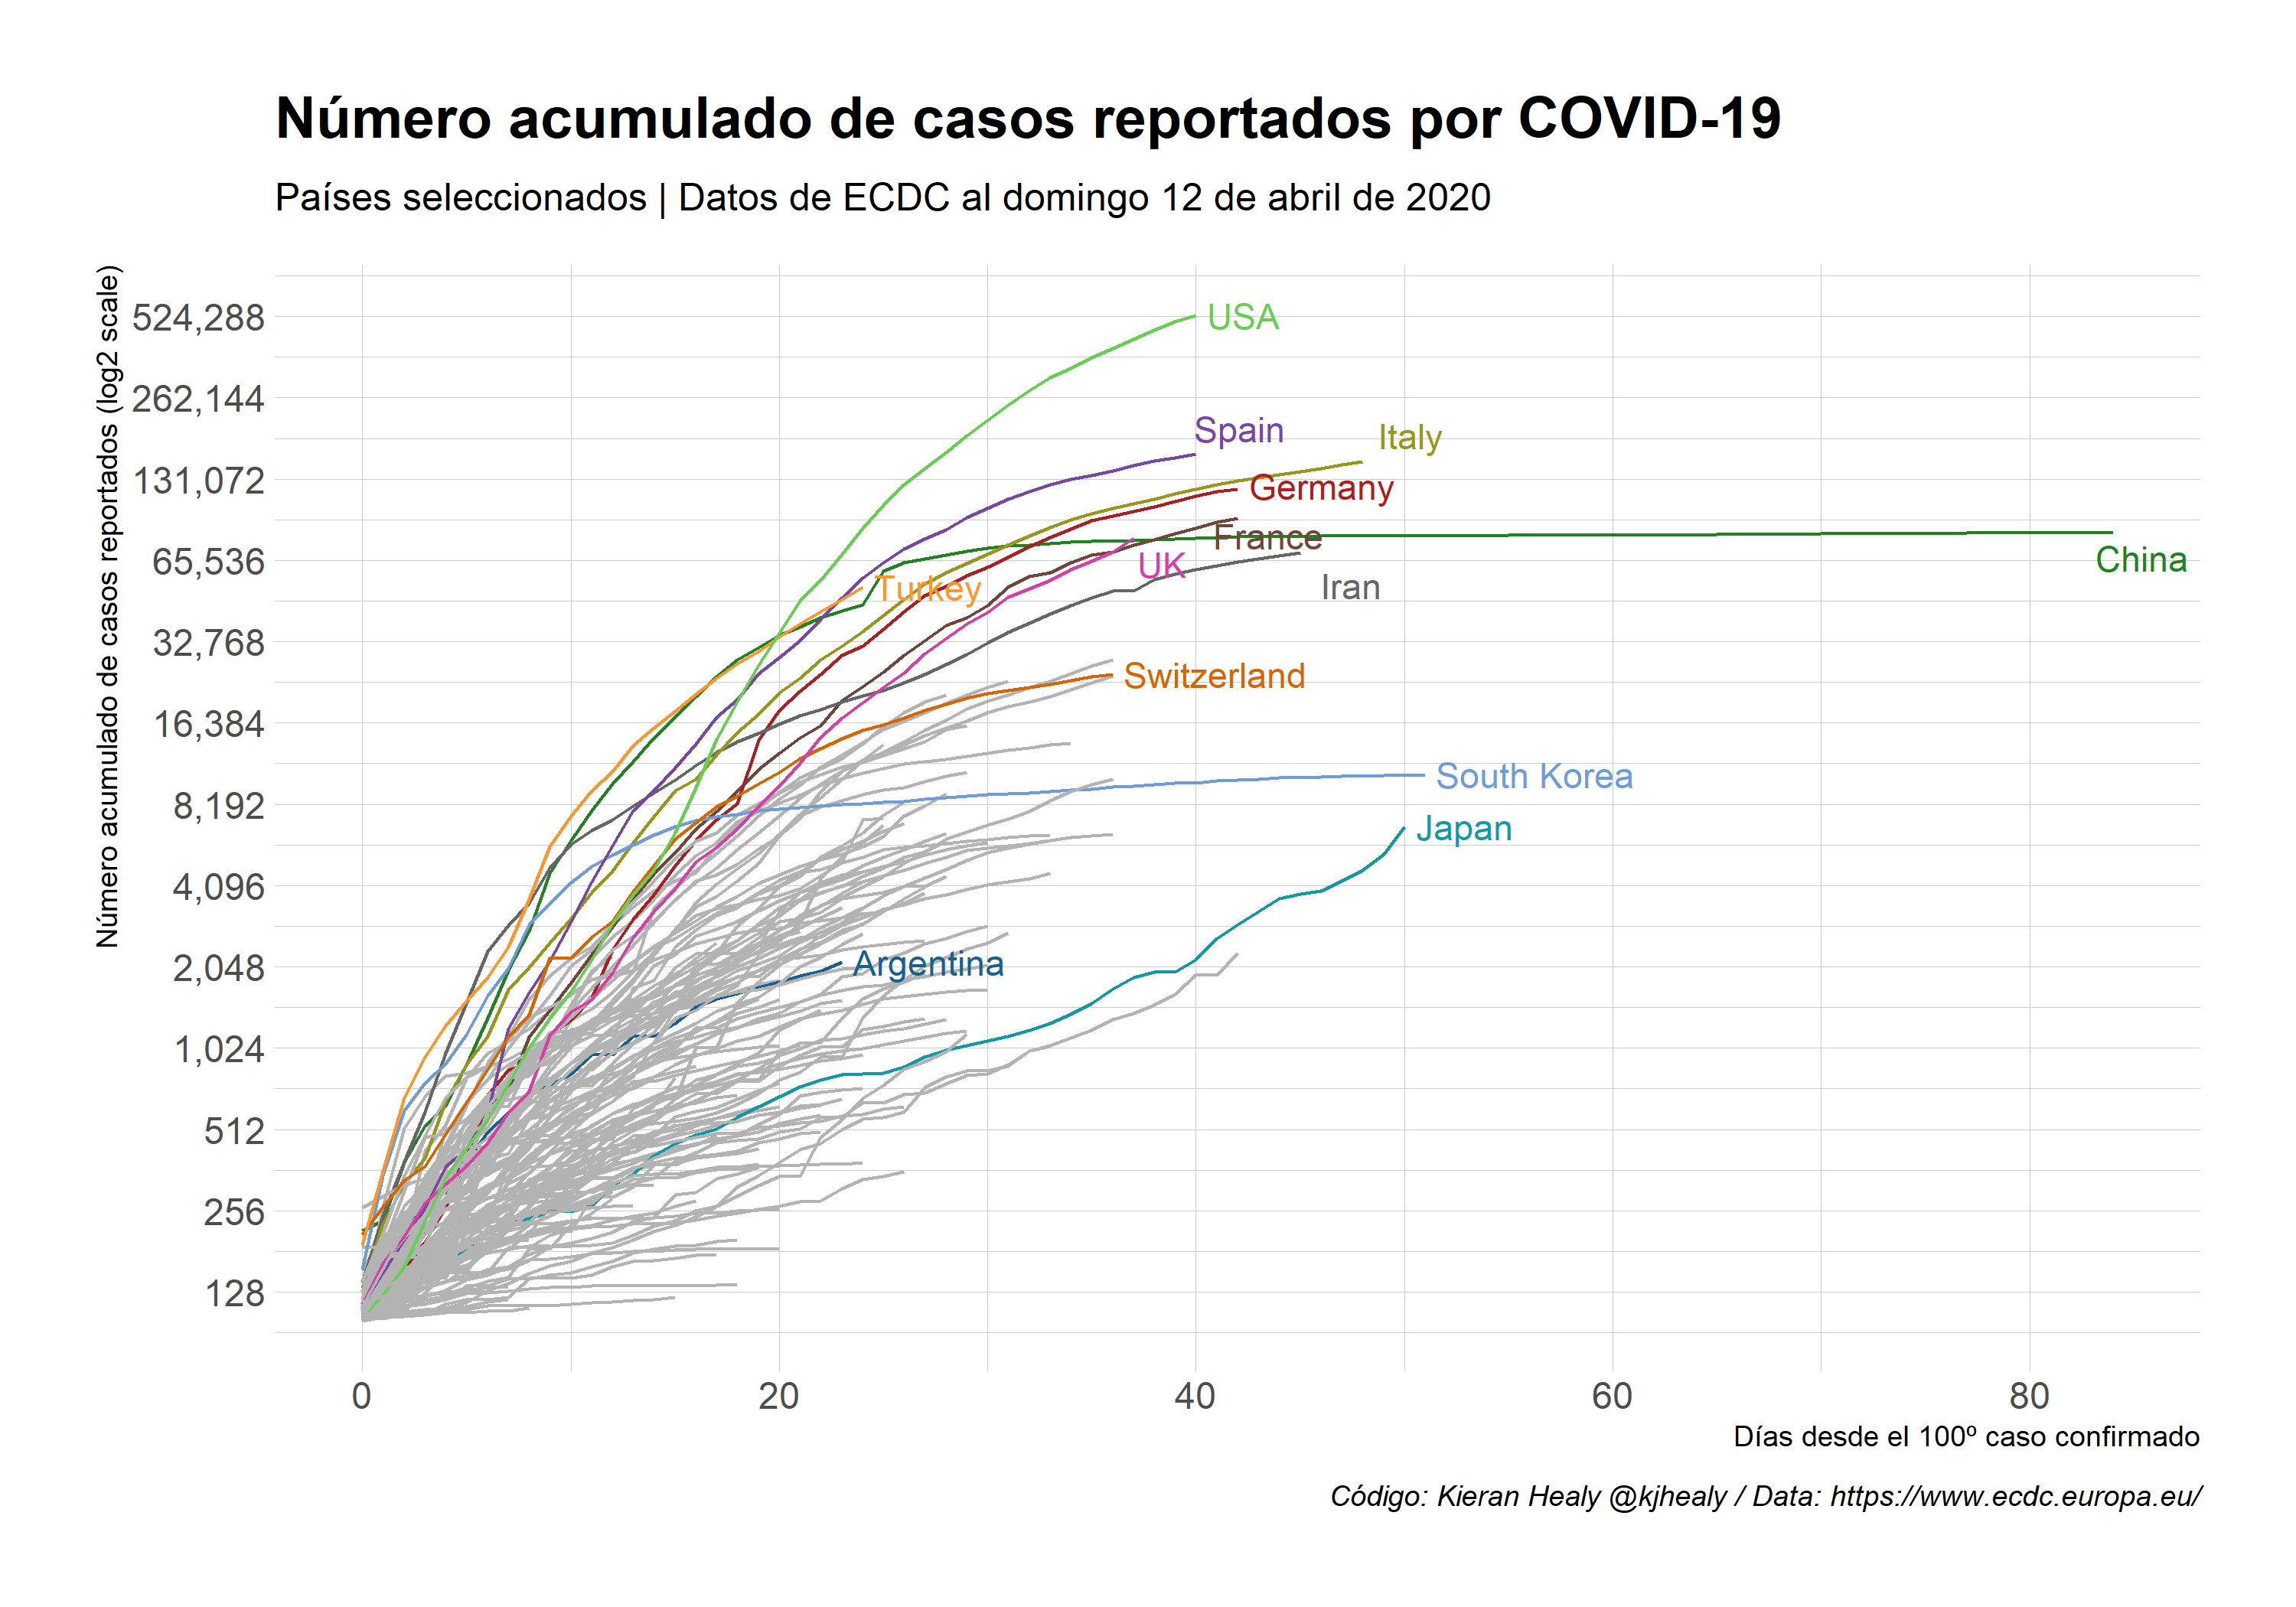 Número acumulado de casos reportados por COVID-19
Países seleccionados | Datos de ECDC al domingo 12 de abril de 2020
Número acumulado de casos reportados (log2 scale)
524,288
262,144
131,072
65,536
32,768
16,384
8,192
4,096
2,048
1,024
512
256
128
USA
Spain
Italy
Germany
France
China
UK
Iran
Turkey
Switzerland
South Korea
Japan
Argentina
0
20
40
60
80
Días desde el 100º caso confirmado
Código: Kieran Healy @kjhealy / Data: https://www.ecdc.europa.eu/